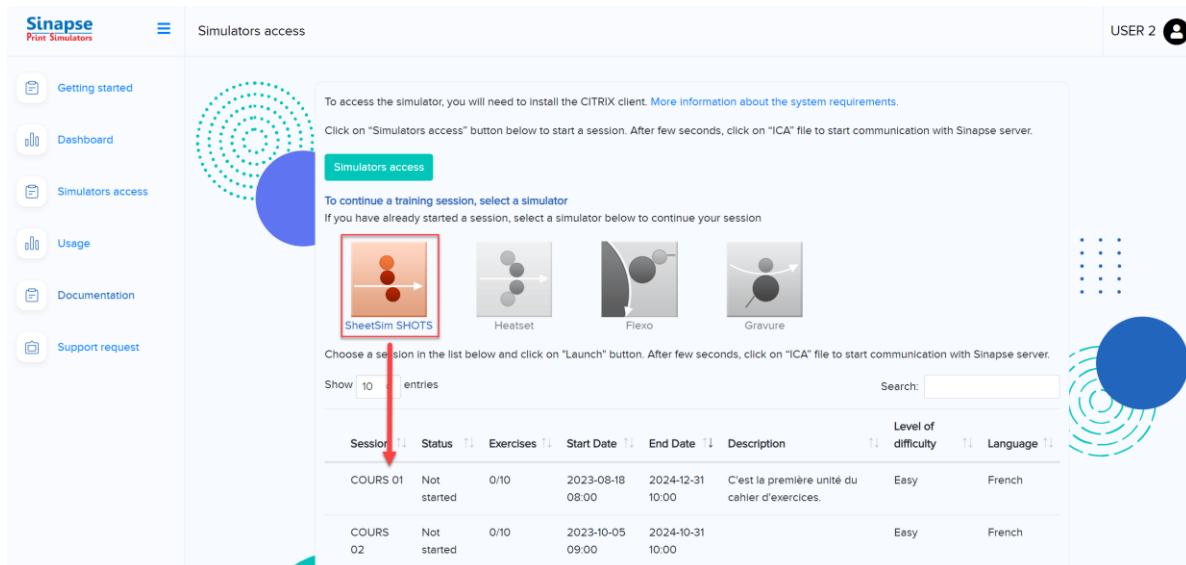 Sinapse
Print Simulators
Simulators access
USER 2
Getting started
Dashboard
Simulators access
Usage
Documentation
Support request
To access the simulator, you will need to install the CITRIX client. More information about the system requirements.
Click on "Simulators access" button below to start a session. After few seconds, click on "ICA" file to start communication with Sinapse server.
Simulators access
To continue a training session, select a simulator
If you have already started a session, select a simulator below to continue your session
SheetSim SHOTS Heatset Flexo Gravure
Choose a session in the list below and click on "Launch" button. After few seconds, click on "ICA" file to start communication with Sinapse server.
Show 10 entries Search:
Session Status Exercises Start Date End Date Description Level of difficulty Language
COURS 01 Not started 0/10 2023-08-18 08:00 2024-12-31 10:00 C'est la première unité du cahier d'exercices. Easy French
COURS 02 Not started 0/10 2023-10-05 09:00 2024-10-31 10:00 Easy French